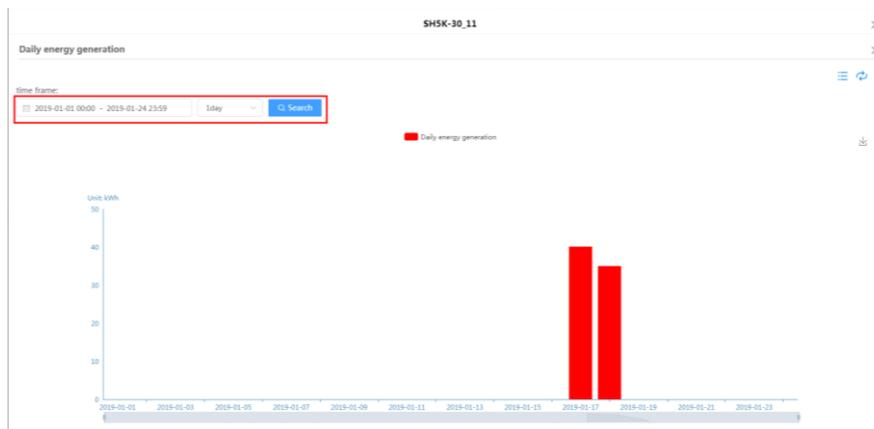 SH5K-30_11
Daily energy generation
time frame:
2019-01-01 00:00 - 2019-01-24 23:59 1day Search
Daily energy generation
Unit: kWh
50
40
30
20
10
0
2019-01-01 2019-01-03 2019-01-05 2019-01-07 2019-01-09 2019-01-11 2019-01-13 2019-01-15 2019-01-17 2019-01-19 2019-01-21 2019-01-23